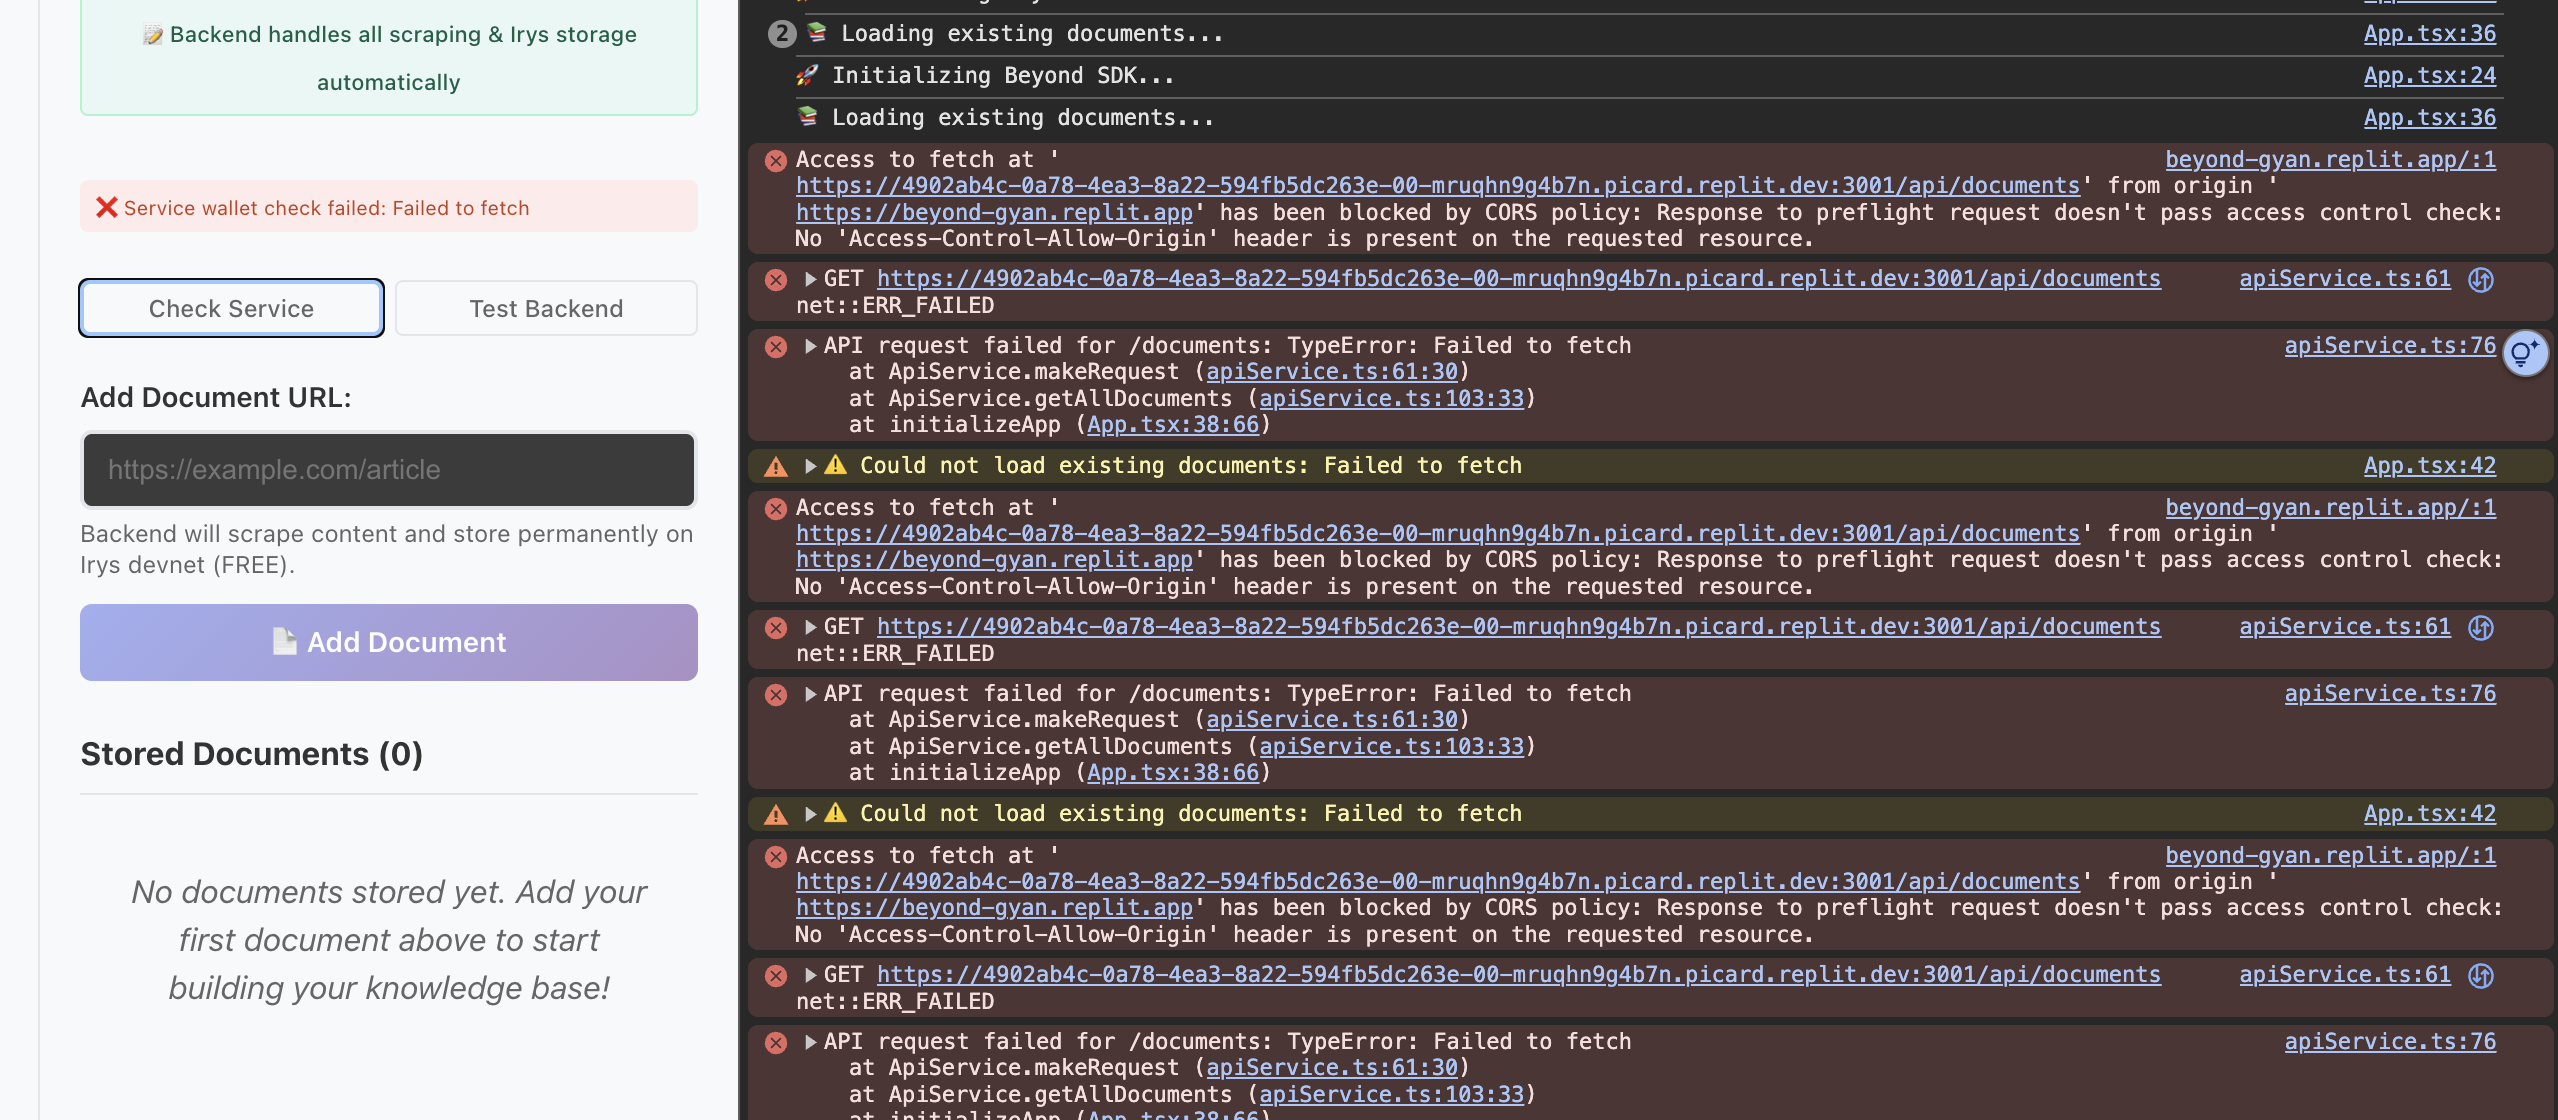 📝 Backend handles all scraping & Irys storage
automatically
❌ Service wallet check failed: Failed to fetch
Check Service
Test Backend
Add Document URL:
https://example.com/article
Backend will scrape content and store permanently on
Irys devnet (FREE).
📄 Add Document
Stored Documents (0)
No documents stored yet. Add your
first document above to start
building your knowledge base!
2 📚 Loading existing documents... App.tsx:36
🚀 Initializing Beyond SDK... App.tsx:24
📚 Loading existing documents... App.tsx:36
Access to fetch at ' beyond-gyan.replit.app/:1
https://4902ab4c-0a78-4ea3-8a22-594fb5dc263e-00-mruqhn9g4b7n.picard.replit.dev:3001/api/documents' from origin '
https://beyond-gyan.replit.app' has been blocked by CORS policy: Response to preflight request doesn't pass access control check:
No 'Access-Control-Allow-Origin' header is present on the requested resource.
GET https://4902ab4c-0a78-4ea3-8a22-594fb5dc263e-00-mruqhn9g4b7n.picard.replit.dev:3001/api/documents apiService.ts:61
net::ERR_FAILED
API request failed for /documents: TypeError: Failed to fetch apiService.ts:76
at ApiService.makeRequest (apiService.ts:61:30)
at ApiService.getAllDocuments (apiService.ts:103:33)
at initializeApp (App.tsx:38:66)
⚠️ Could not load existing documents: Failed to fetch App.tsx:42
Access to fetch at ' beyond-gyan.replit.app/:1
https://4902ab4c-0a78-4ea3-8a22-594fb5dc263e-00-mruqhn9g4b7n.picard.replit.dev:3001/api/documents' from origin '
https://beyond-gyan.replit.app' has been blocked by CORS policy: Response to preflight request doesn't pass access control check:
No 'Access-Control-Allow-Origin' header is present on the requested resource.
GET https://4902ab4c-0a78-4ea3-8a22-594fb5dc263e-00-mruqhn9g4b7n.picard.replit.dev:3001/api/documents apiService.ts:61
net::ERR_FAILED
API request failed for /documents: TypeError: Failed to fetch apiService.ts:76
at ApiService.makeRequest (apiService.ts:61:30)
at ApiService.getAllDocuments (apiService.ts:103:33)
at initializeApp (App.tsx:38:66)
⚠️ Could not load existing documents: Failed to fetch App.tsx:42
Access to fetch at ' beyond-gyan.replit.app/:1
https://4902ab4c-0a78-4ea3-8a22-594fb5dc263e-00-mruqhn9g4b7n.picard.replit.dev:3001/api/documents' from origin '
https://beyond-gyan.replit.app' has been blocked by CORS policy: Response to preflight request doesn't pass access control check:
No 'Access-Control-Allow-Origin' header is present on the requested resource.
GET https://4902ab4c-0a78-4ea3-8a22-594fb5dc263e-00-mruqhn9g4b7n.picard.replit.dev:3001/api/documents apiService.ts:61
net::ERR_FAILED
API request failed for /documents: TypeError: Failed to fetch apiService.ts:76
at ApiService.makeRequest (apiService.ts:61:30)
at ApiService.getAllDocuments (apiService.ts:103:33)
at initializeApp (App.tsx:38:66)